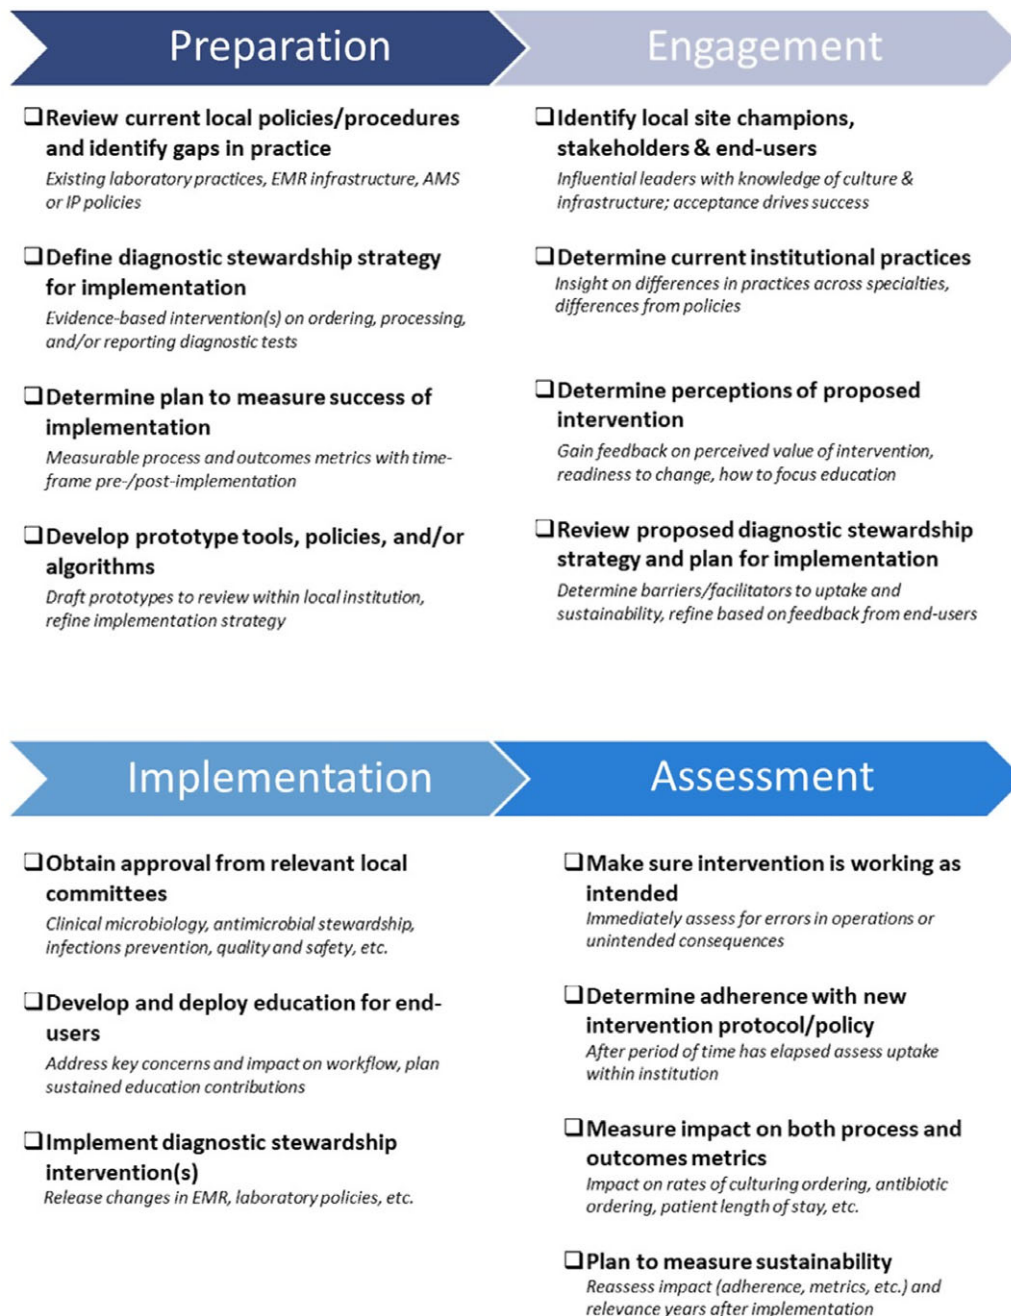 Preparation
❑Review current local policies/procedures
and identify gaps in practice
Existing laboratory practices, EMR infrastructure, AMS
or IP policies
❑Define diagnostic stewardship strategy
for implementation
Evidence-based intervention(s) on ordering, processing,
and/or reporting diagnostic tests
❑Determine plan to measure success of
implementation
Measurable process and outcomes metrics with time-
frame pre-/post-implementation
❑Develop prototype tools, policies, and/or
algorithms
Draft prototypes to review within local institution,
refine implementation strategy
Engagement
❑Identify local site champions,
stakeholders & end-users
Influential leaders with knowledge of culture &
infrastructure; acceptance drives success
❑Determine current institutional practices
Insight on differences in practices across specialties,
differences from policies
❑Determine perceptions of proposed
intervention
Gain feedback on perceived value of intervention,
readiness to change, how to focus education
❑Review proposed diagnostic stewardship
strategy and plan for implementation
Determine barriers/facilitators to uptake and
sustainability, refine based on feedback from end-users
Implementation
❑Obtain approval from relevant local
committees
Clinical microbiology, antimicrobial stewardship,
infections prevention, quality and safety, etc.
❑Develop and deploy education for end-
users
Address key concerns and impact on workflow, plan
sustained education contributions
❑Implement diagnostic stewardship
intervention(s)
Release changes in EMR, laboratory policies, etc.
Assessment
❑Make sure intervention is working as
intended
Immediately assess for errors in operations or
unintended consequences
❑Determine adherence with new
intervention protocol/policy
After period of time has elapsed assess uptake
within institution
❑Measure impact on both process and
outcomes metrics
Impact on rates of culturing ordering, antibiotic
ordering, patient length of stay, etc.
❑Plan to measure sustainability
Reassess impact (adherence, metrics, etc.) and
relevance years after implementation